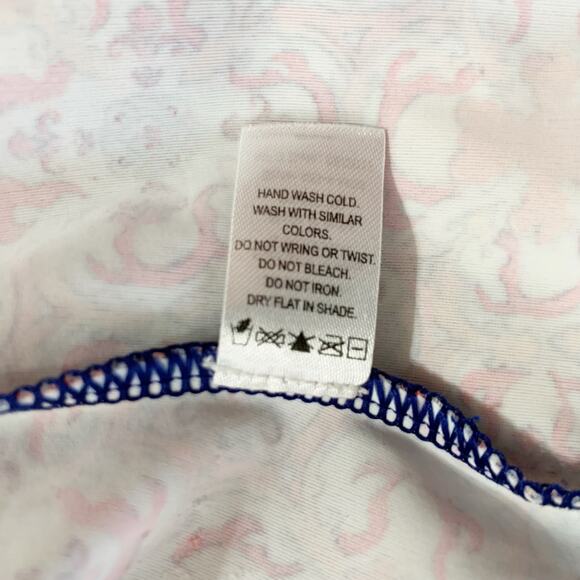 HAND WASH COLD.
WASH WITH SIMILAR
COLORS.
DO NOT WRING OR TWIST.
DO NOT BLEACH.
DO NOT IRON.
DRY FLAT IN SHADE.